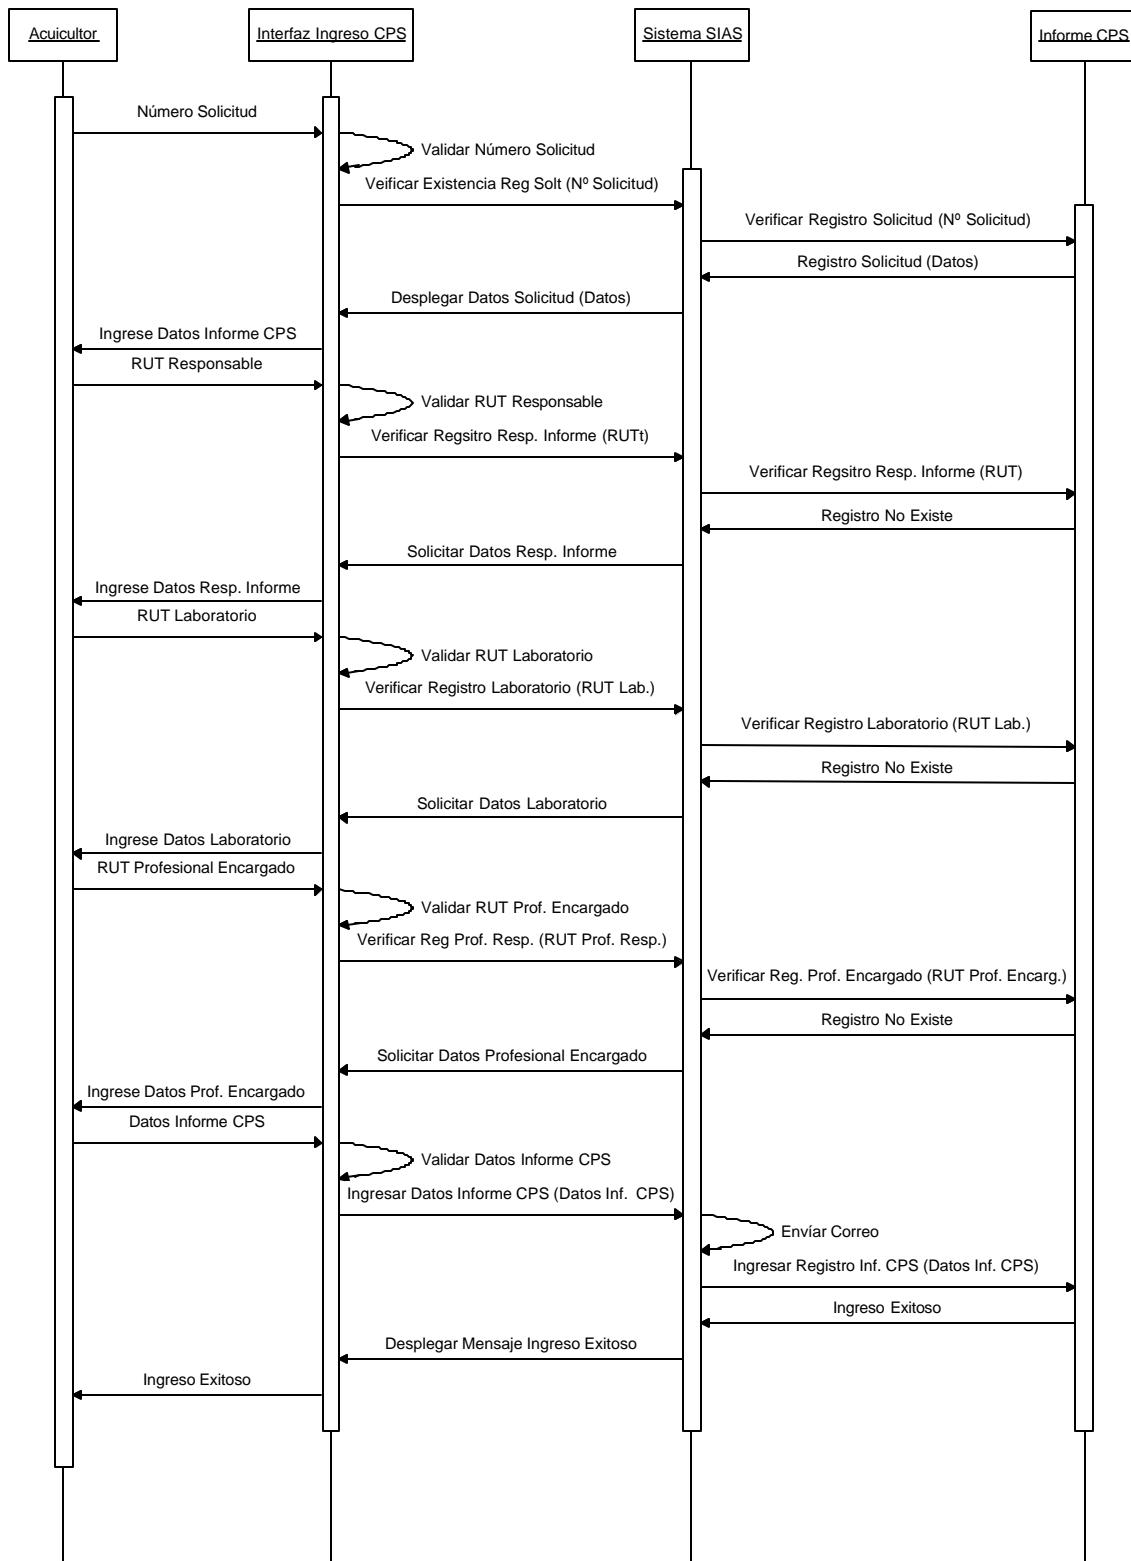 Acuicultor
Interfaz Ingreso CPS
Sistema SIAS
Informe CPS
Número Solicitud
Validar Número Solicitud
Veificar Existencia Reg Solt (Nº Solicitud)
Verificar Registro Solicitud (Nº Solicitud)
Registro Solicitud (Datos)
Desplegar Datos Solicitud (Datos)
Ingrese Datos Informe CPS
RUT Responsable
Validar RUT Responsable
Verificar Regsitro Resp. Informe (RUTt)
Verificar Regsitro Resp. Informe (RUT)
Registro No Existe
Solicitar Datos Resp. Informe
Ingrese Datos Resp. Informe
RUT Laboratorio
Validar RUT Laboratorio
Verificar Registro Laboratorio (RUT Lab.)
Verificar Registro Laboratorio (RUT Lab.)
Registro No Existe
Solicitar Datos Laboratorio
Ingrese Datos Laboratorio
RUT Profesional Encargado
Validar RUT Prof. Encargado
Verificar Reg Prof. Resp. (RUT Prof. Resp.)
Verificar Reg. Prof. Encargado (RUT Prof. Encarg.)
Registro No Existe
Solicitar Datos Profesional Encargado
Ingrese Datos Prof. Encargado
Datos Informe CPS
Validar Datos Informe CPS
Ingresar Datos Informe CPS (Datos Inf. CPS)
Envíar Correo
Ingresar Registro Inf. CPS (Datos Inf. CPS)
Ingreso Exitoso
Desplegar Mensaje Ingreso Exitoso
Ingreso Exitoso